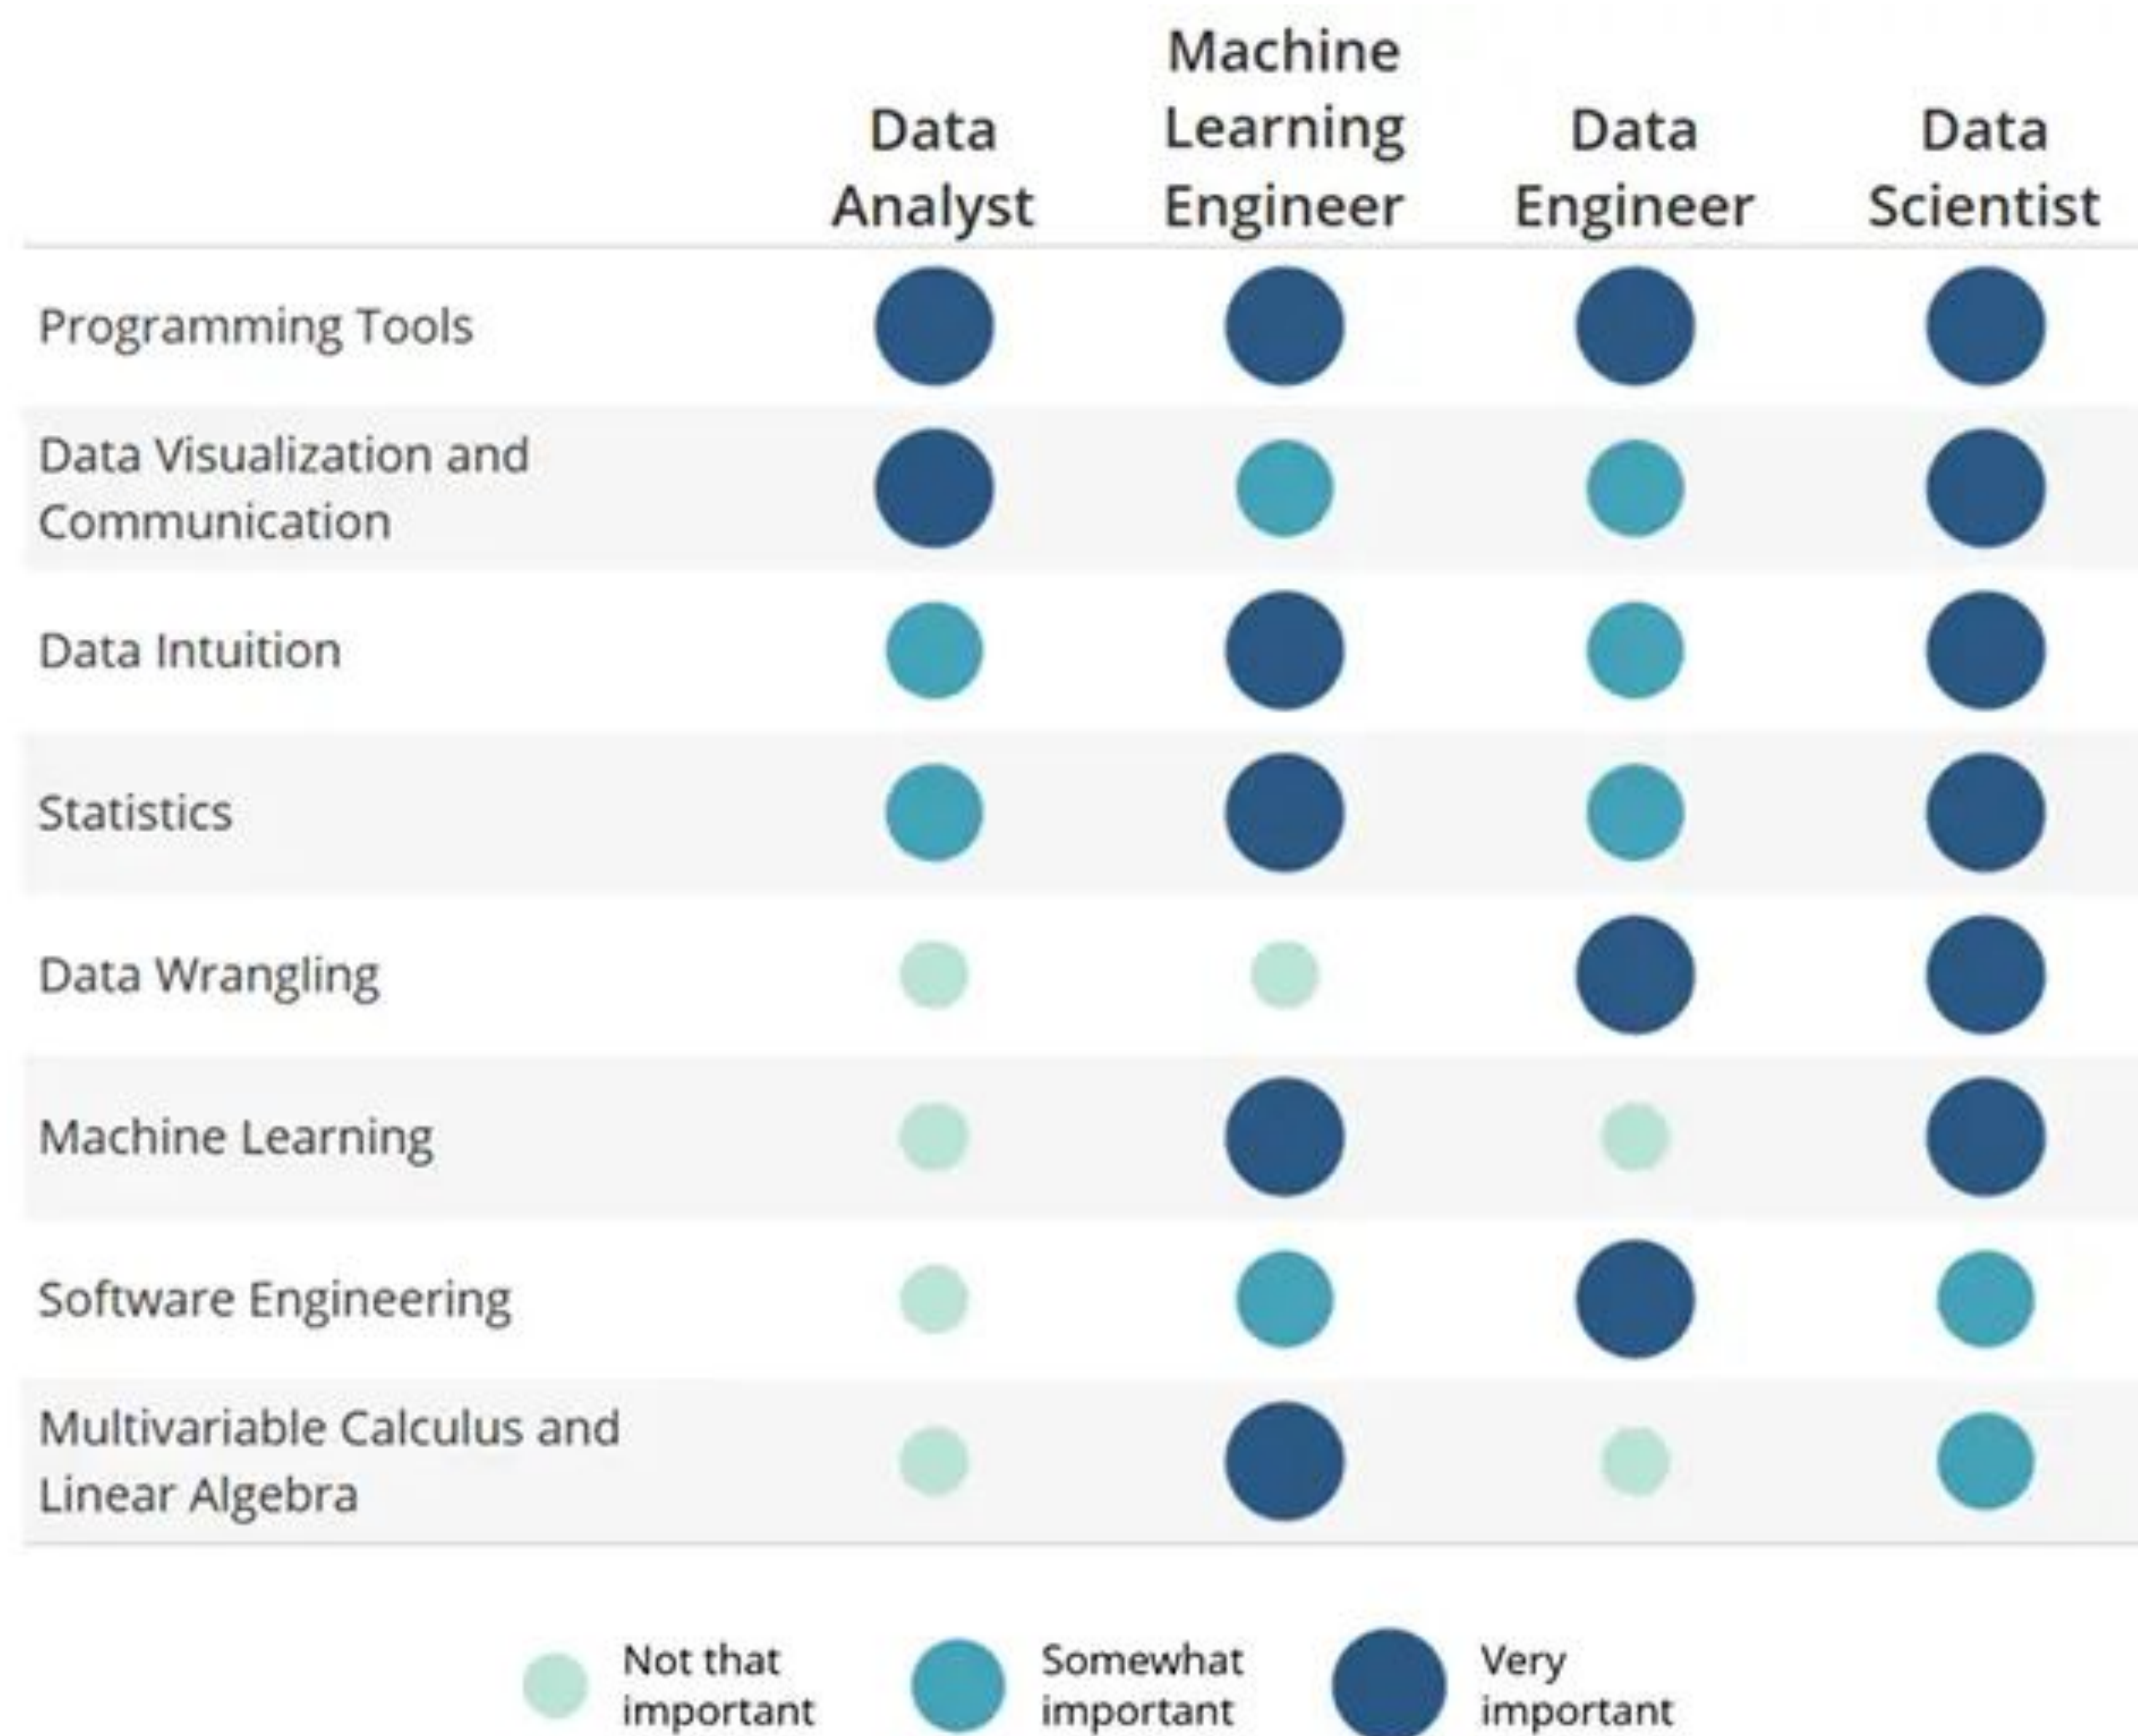 Data
Analyst
Machine
Learning
Engineer
Data
Engineer
Data
Scientist
Programming Tools
Data Visualization and
Communication
Data Intuition
Statistics
Data Wrangling
Machine Learning
Software Engineering
Multivariable Calculus and
Linear Algebra
Not that
important
Somewhat
important
Very
important